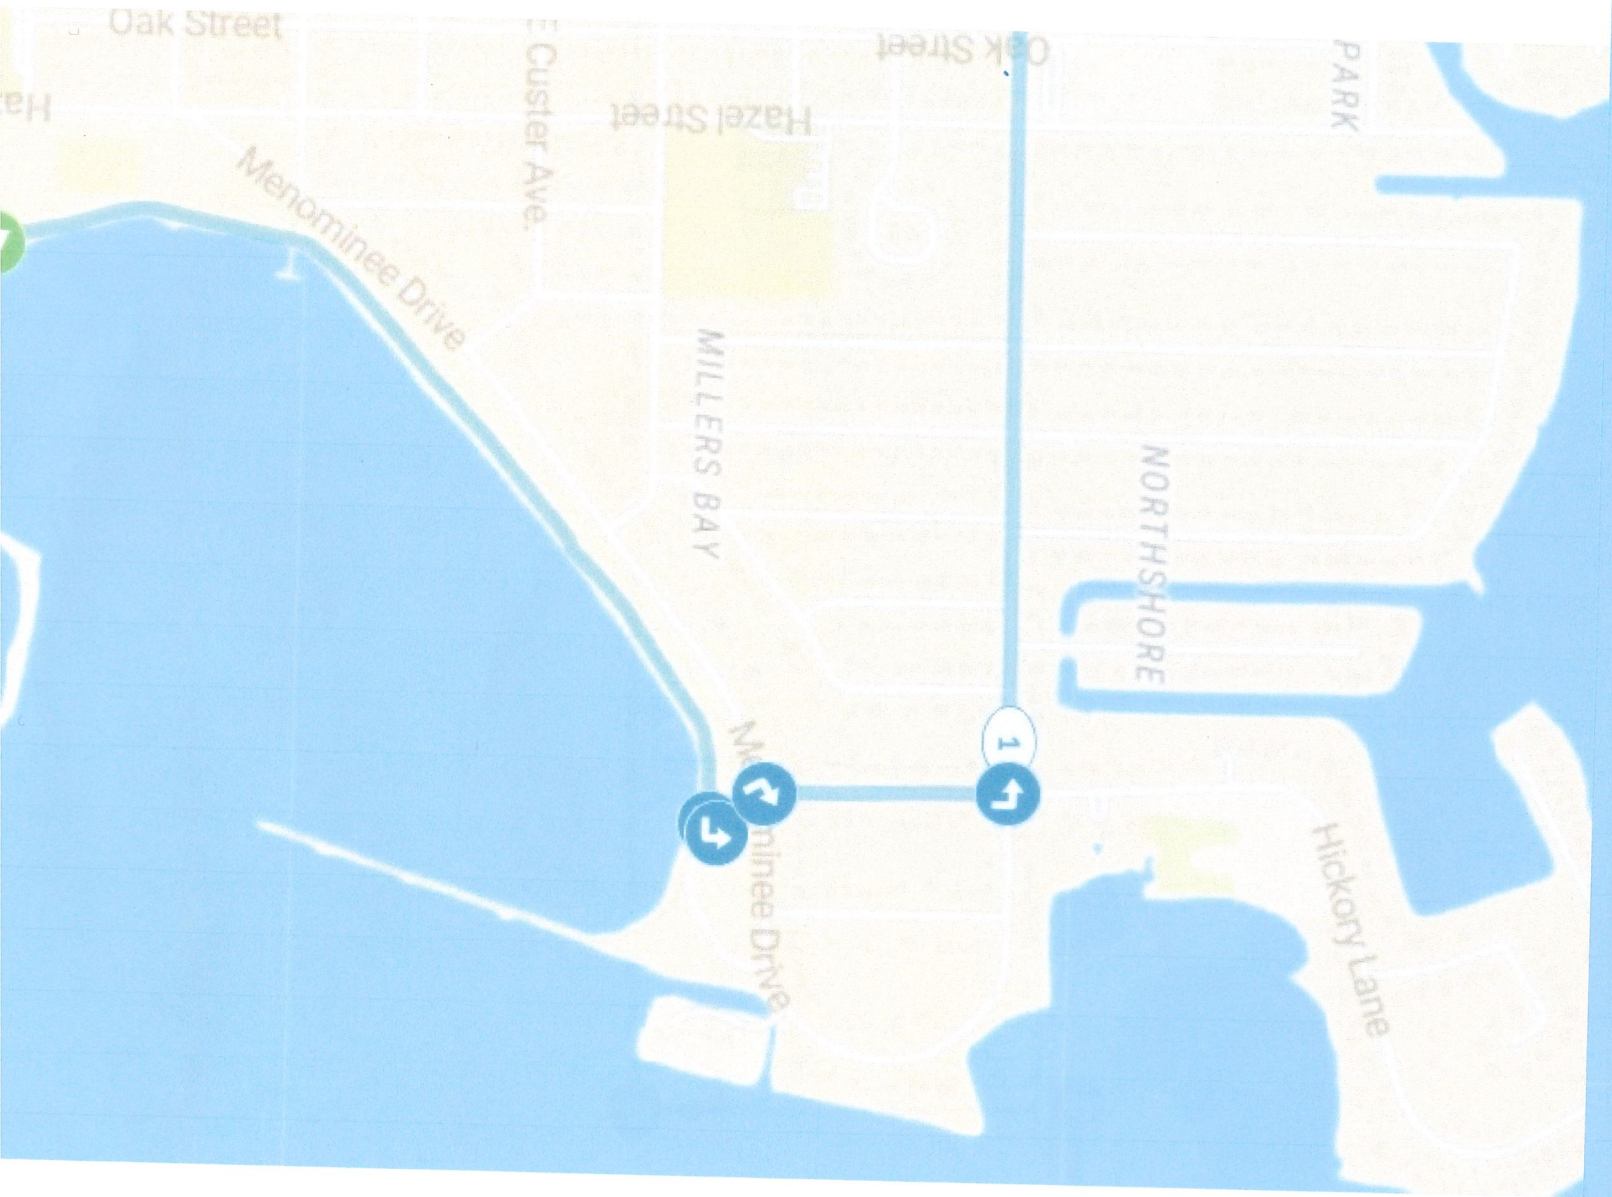 Oak Street
E Custer Ave.
Oak Street
PARK
Hazel Street
Menominee Drive
MILLERS BAY
NORTHSHORE
1
Menominee Drive
Hickory Lane